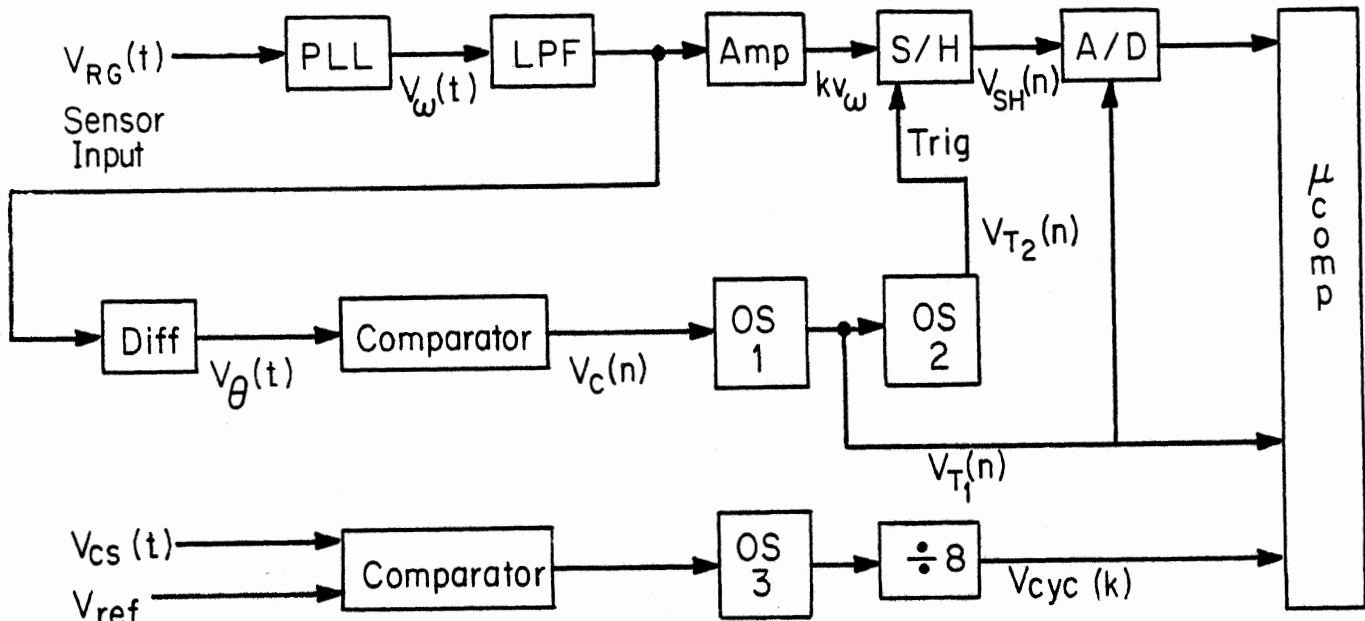 V_RG(t)
PLL
V_ω(t)
LPF
Amp
kv_ω
S/H
V_SH(n)
A/D
μcomp
Sensor
Input
Trig
V_T2(n)
Diff
V_θ(t)
Comparator
V_C(n)
OS
1
OS
2
V_T1(n)
V_CS(t)
V_ref
Comparator
OS
3
÷8
V_cyc(k)